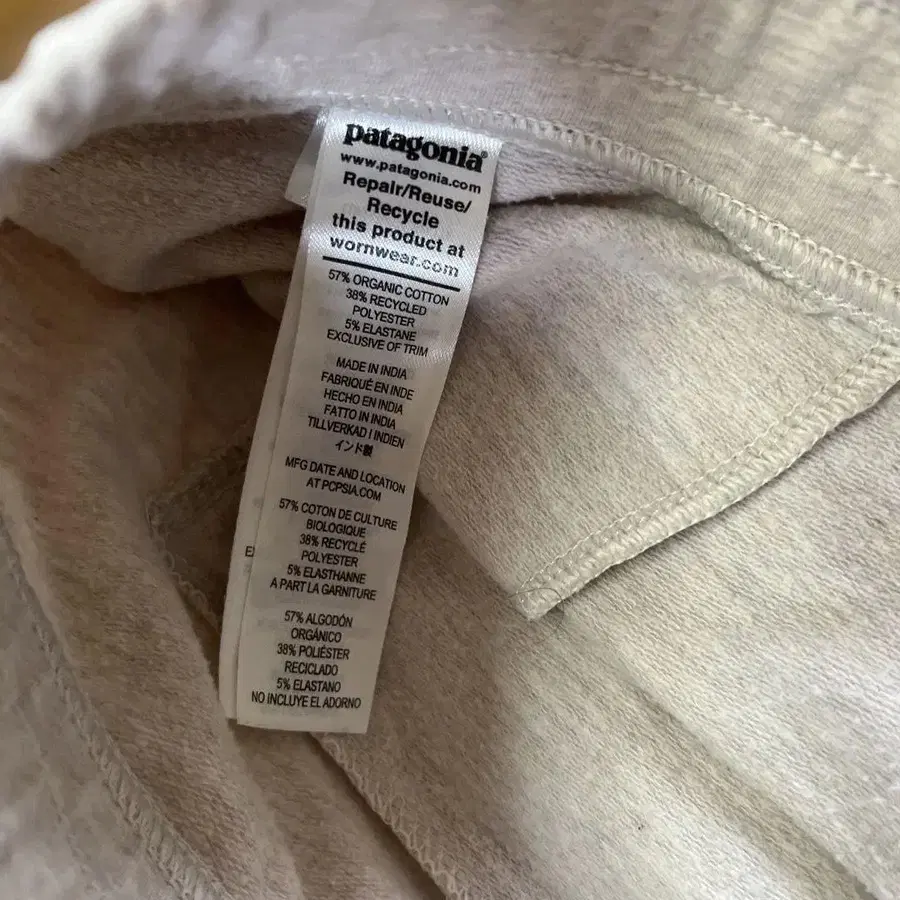 patagonia®
www.patagonia.com
Repair/Reuse/
Recycle
this product at
wornwear.com
57% ORGANIC COTTON
38% RECYCLED
POLYESTER
5% ELASTANE
EXCLUSIVE OF TRIM
MADE IN INDIA
FABRIQUÉ EN INDE
HECHO EN INDIA
FATTO IN INDIA
TILLVERKAD I INDIEN
インド製
MFG DATE AND LOCATION
AT PCPSIA.COM
57% COTON DE CULTURE
BIOLOGIQUE
38% RECYCLÉ
POLYESTER
5% ELASTHANNE
A PART LA GARNITURE
57% ALGODÓN
ORGÁNICO
38% POLIÉSTER
RECICLADO
5% ELASTANO
NO INCLUYE EL ADORNO